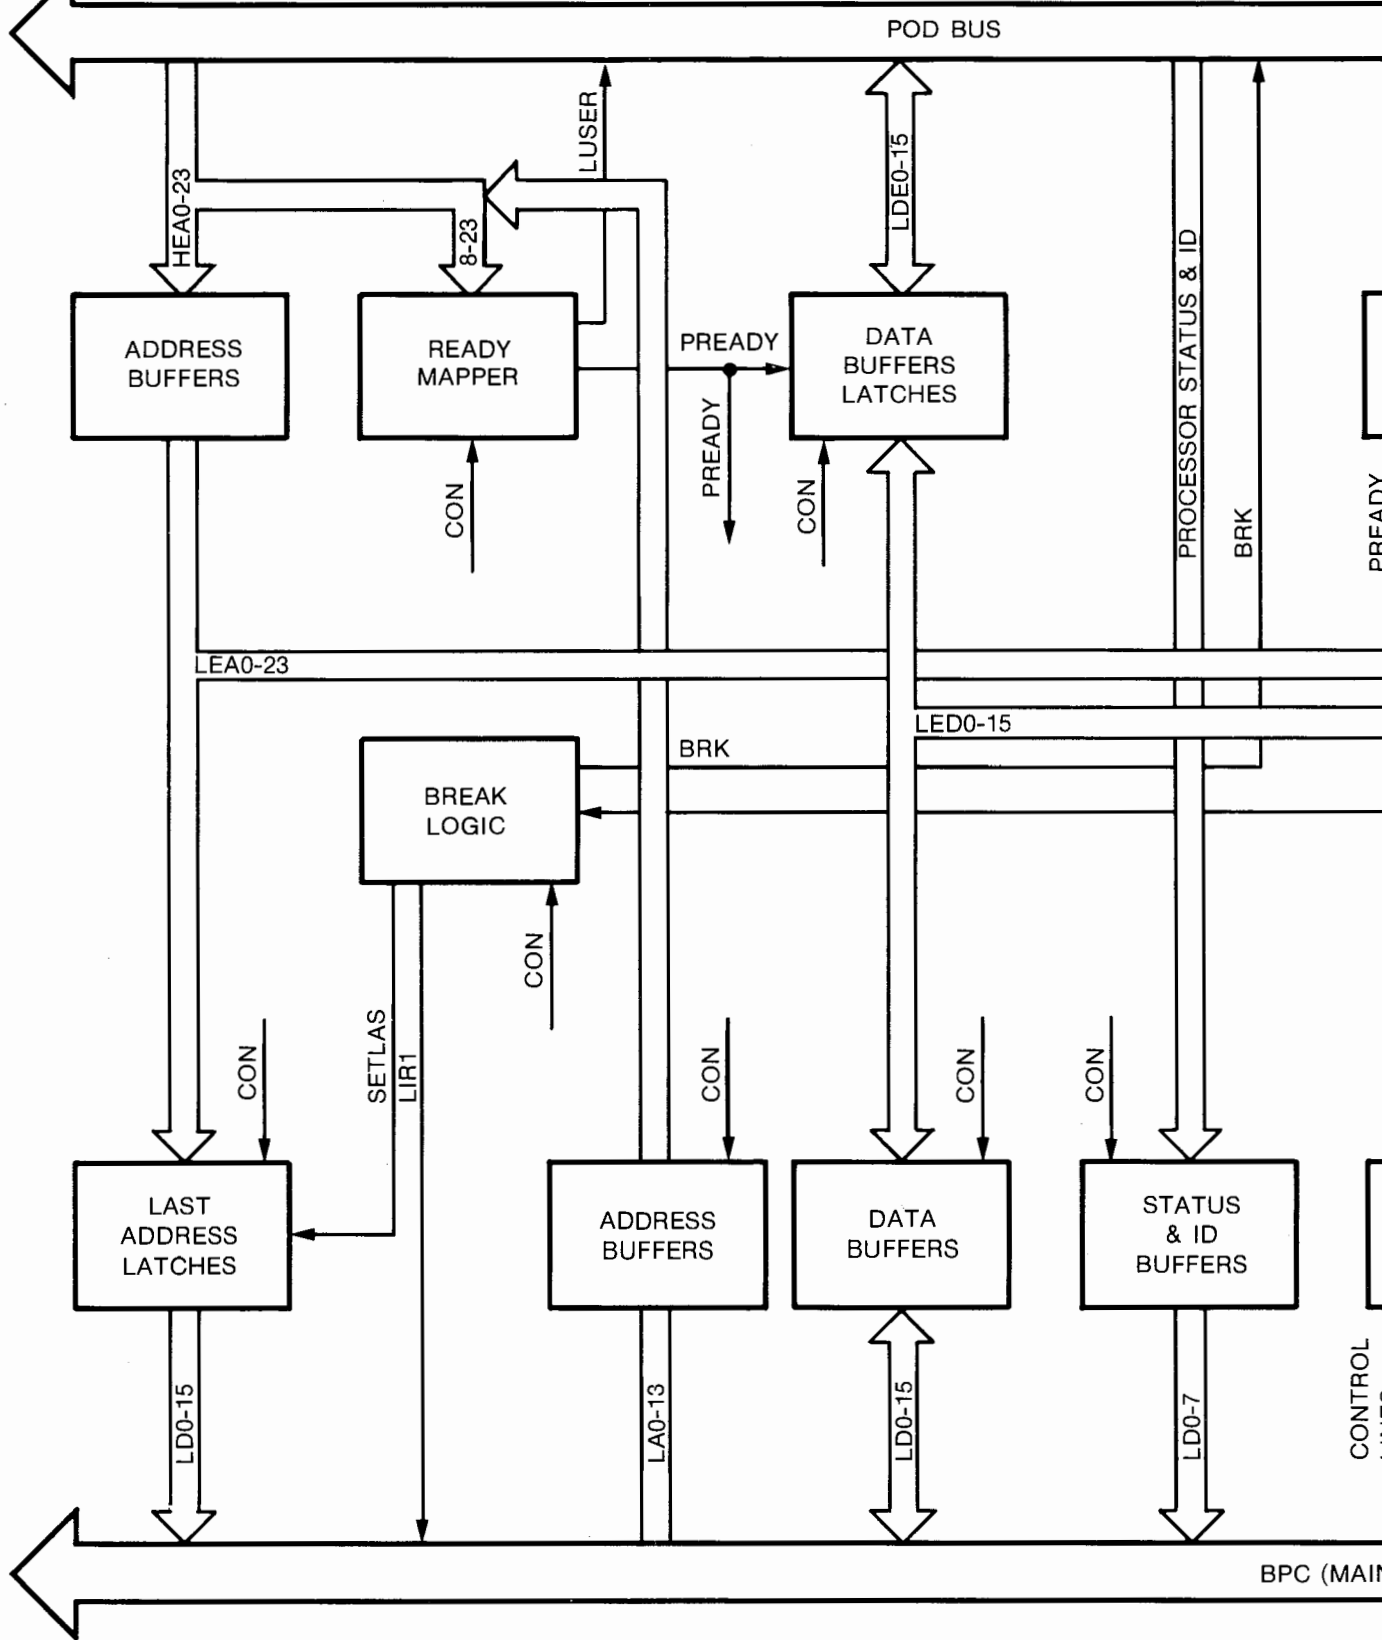 POD BUS
LUSER
HEA0-23
8-23
LDE0-15
PROCESSOR STATUS & ID
BRK
ADDRESS
BUFFERS
READY
MAPPER
PREADY
PREADY
DATA
BUFFERS
LATCHES
CON
CON
PREADY
LEA0-23
LED0-15
BRK
BREAK
LOGIC
CON
SETLAS
LIR1
CON
CON
CON
CON
LAST
ADDRESS
LATCHES
ADDRESS
BUFFERS
DATA
BUFFERS
STATUS
& ID
BUFFERS
LD0-15
LA0-13
LD0-15
LD0-7
CONTROL
BPC (MAIN